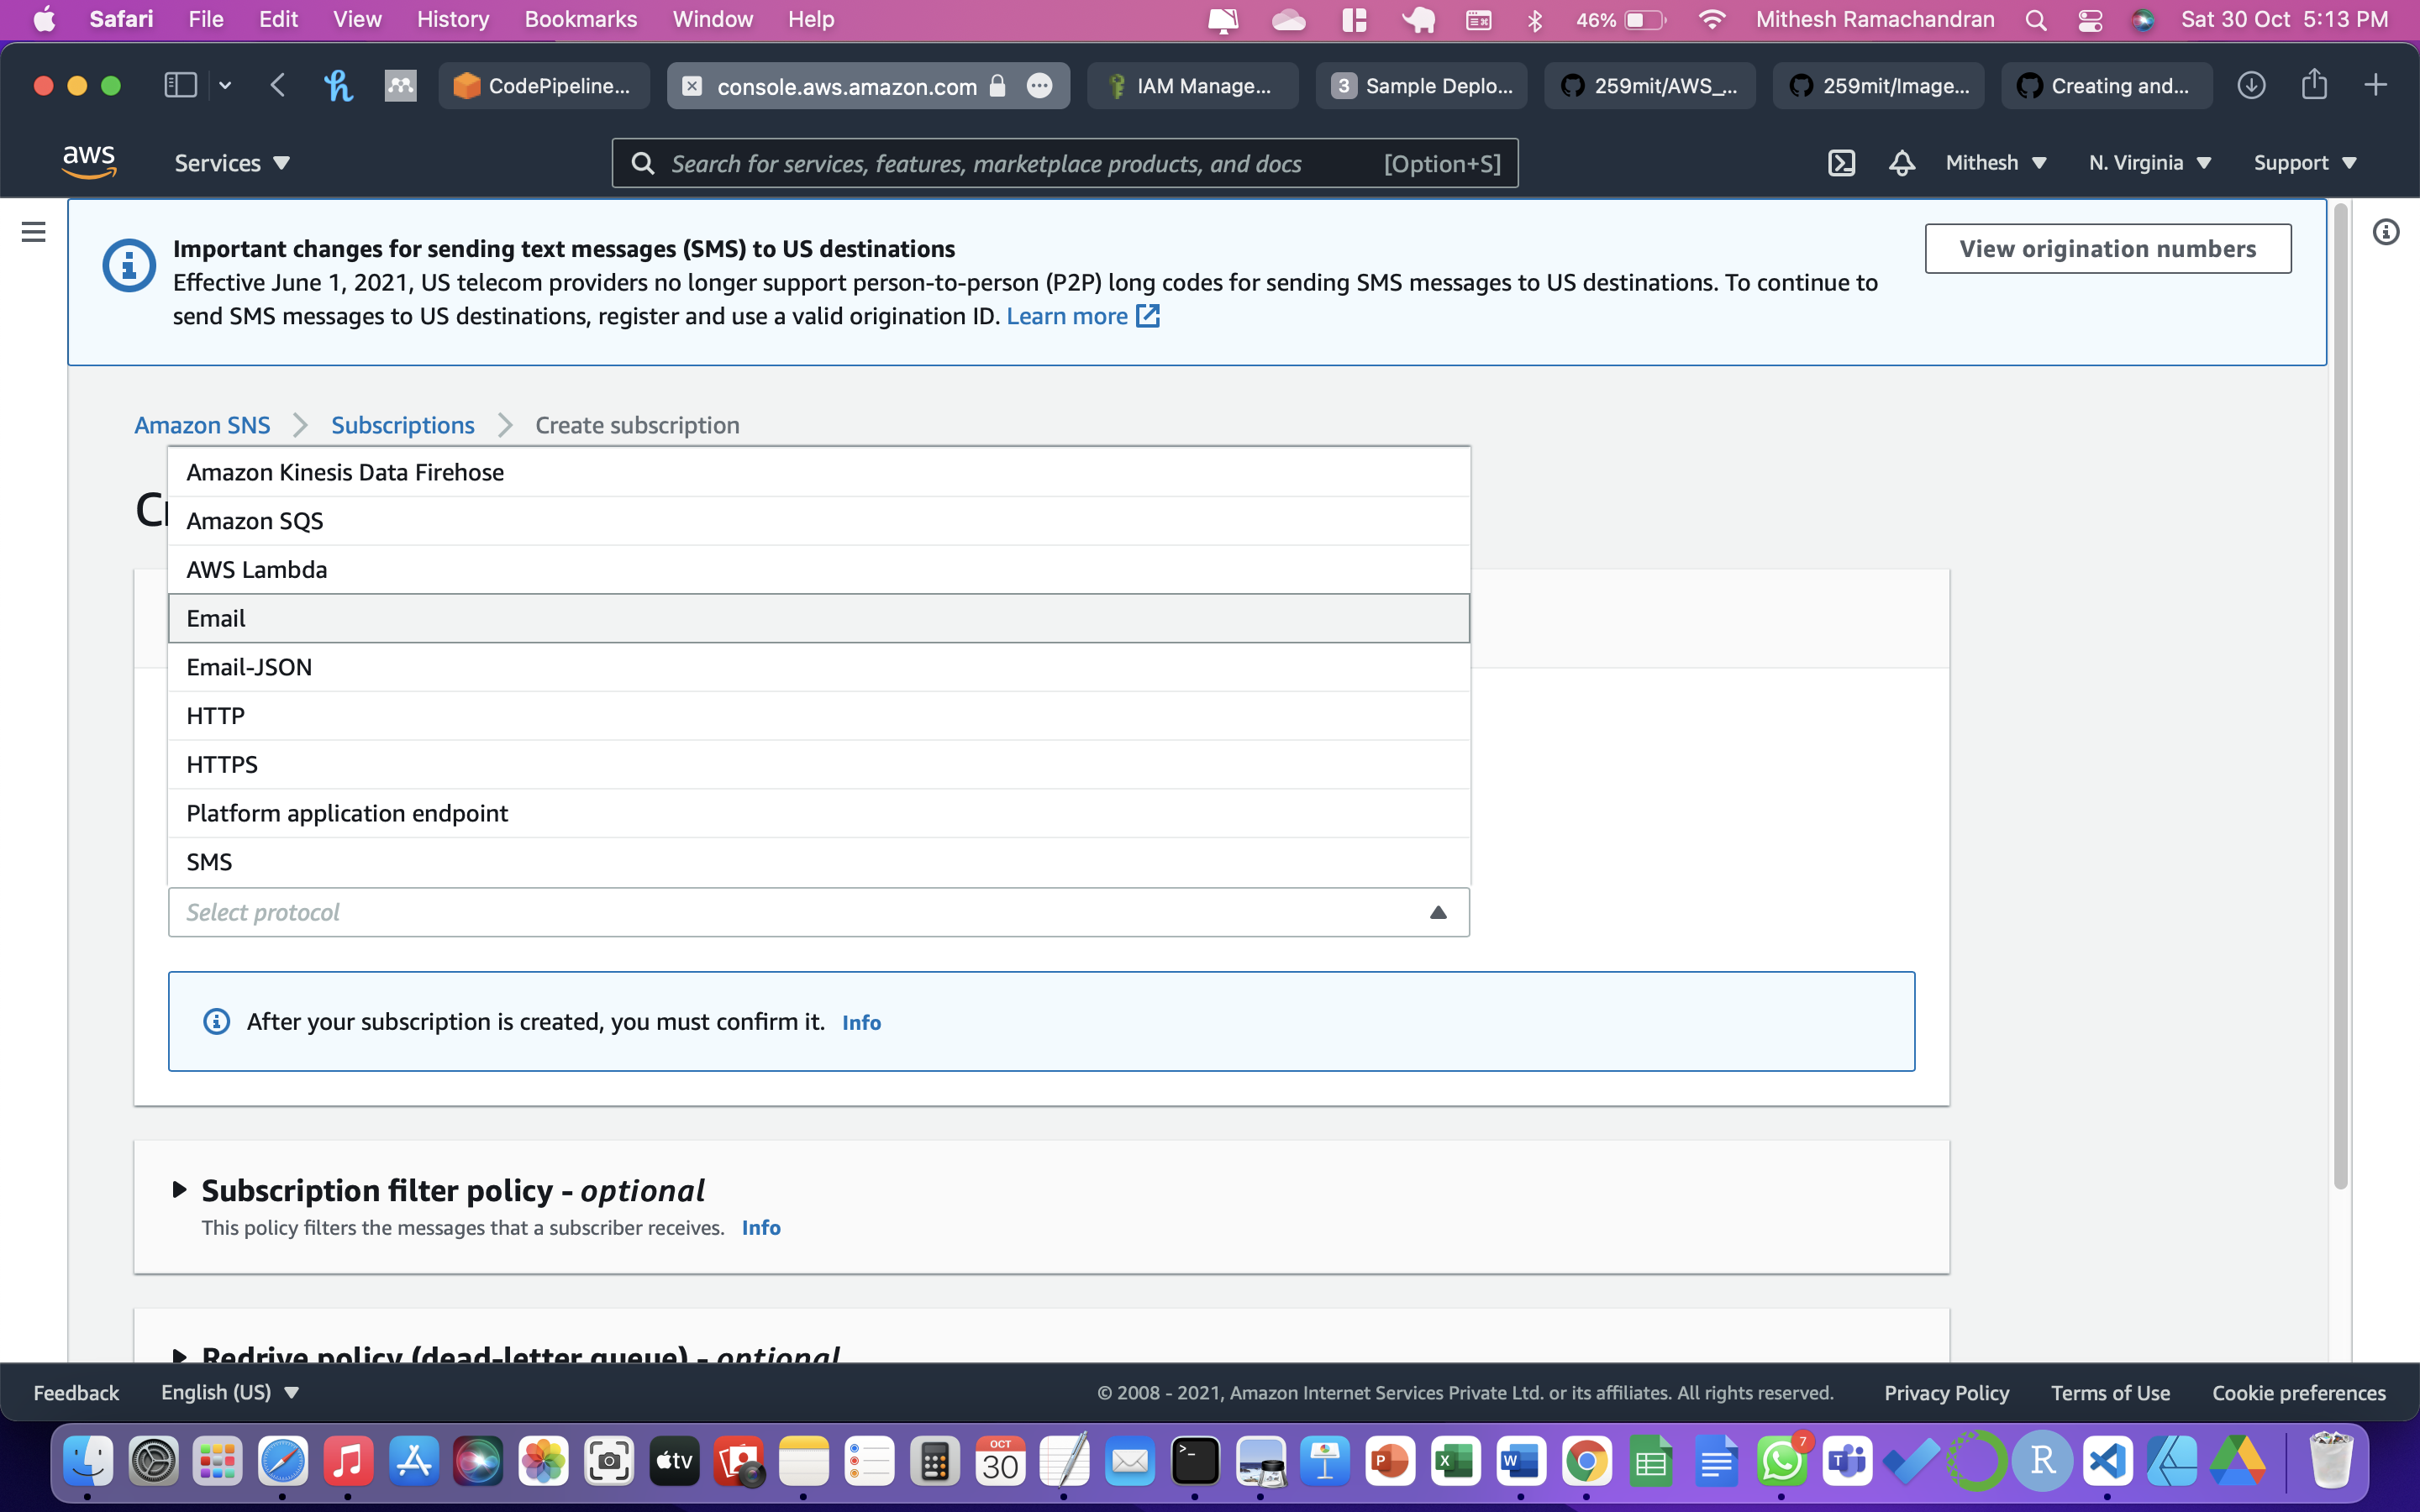 Safari File Edit View History Bookmarks Window Help 46% Mithesh Ramachandran Sat 30 Oct 5:13 PM
CodePipeline... console.aws.amazon.com IAM Manage... 3 Sample Deplo... 259mit/AWS_... 259mit/Image... Creating and...
aws Services Search for services, features, marketplace products, and docs [Option+S] Mithesh N. Virginia Support
Important changes for sending text messages (SMS) to US destinations
View origination numbers
Effective June 1, 2021, US telecom providers no longer support person-to-person (P2P) long codes for sending SMS messages to US destinations. To continue to
send SMS messages to US destinations, register and use a valid origination ID. Learn more
Amazon SNS Subscriptions Create subscription
Amazon Kinesis Data Firehose
Amazon SQS
AWS Lambda
Email
Email-JSON
HTTP
HTTPS
Platform application endpoint
SMS
Select protocol
After your subscription is created, you must confirm it. Info
Subscription filter policy - optional
This policy filters the messages that a subscriber receives. Info
Redrive policy (dead-letter queue) - optional
Feedback English (US) © 2008 - 2021, Amazon Internet Services Private Ltd. or its affiliates. All rights reserved. Privacy Policy Terms of Use Cookie preferences
tv OCT 30 P X W 7 T R